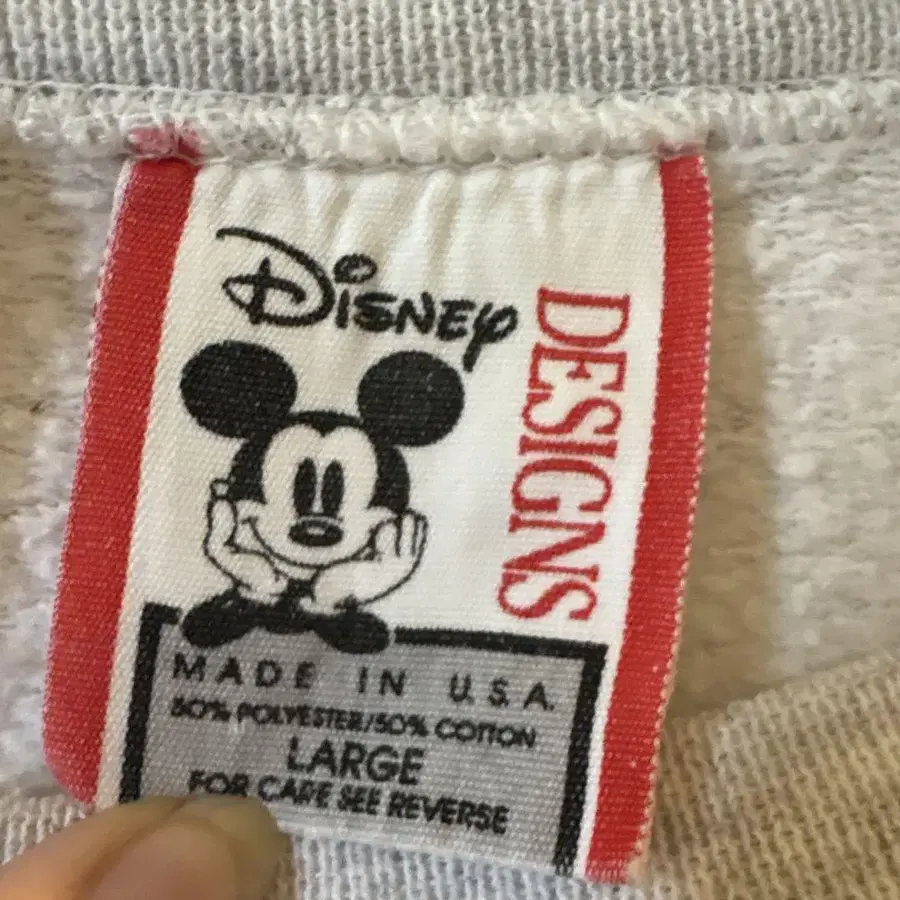 Disney
DESIGNS
MADE IN U.S.A.
50% POLYESTER/50% COTTON
LARGE
FOR CARE SEE REVERSE